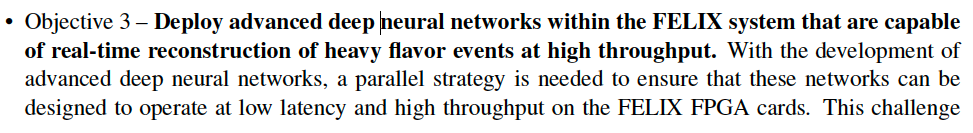 • Objective 3 – Deploy advanced deep neural networks within the FELIX system that are capable
of real-time reconstruction of heavy flavor events at high throughput. With the development of
advanced deep neural networks, a parallel strategy is needed to ensure that these networks can be
designed to operate at low latency and high throughput on the FELIX FPGA cards. This challenge